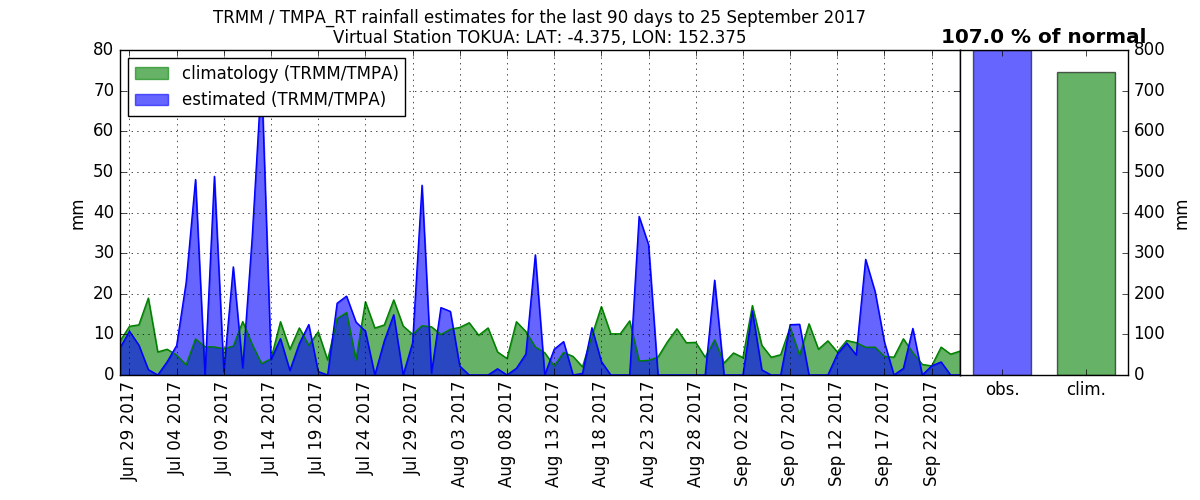 TRMM / TMPA_RT rainfall estimates for the last 90 days to 25 September 2017
Virtual Station TOKUA: LAT: -4.375, LON: 152.375
107.0 % of normal
climatology (TRMM/TMPA)
estimated (TRMM/TMPA)
mm
80
70
60
50
40
30
20
10
0
800
700
600
500
400
300
200
100
0
mm
Jun 29 2017
Jul 04 2017
Jul 09 2017
Jul 14 2017
Jul 19 2017
Jul 24 2017
Jul 29 2017
Aug 03 2017
Aug 08 2017
Aug 13 2017
Aug 18 2017
Aug 23 2017
Aug 28 2017
Sep 02 2017
Sep 07 2017
Sep 12 2017
Sep 17 2017
Sep 22 2017
obs.
clim.